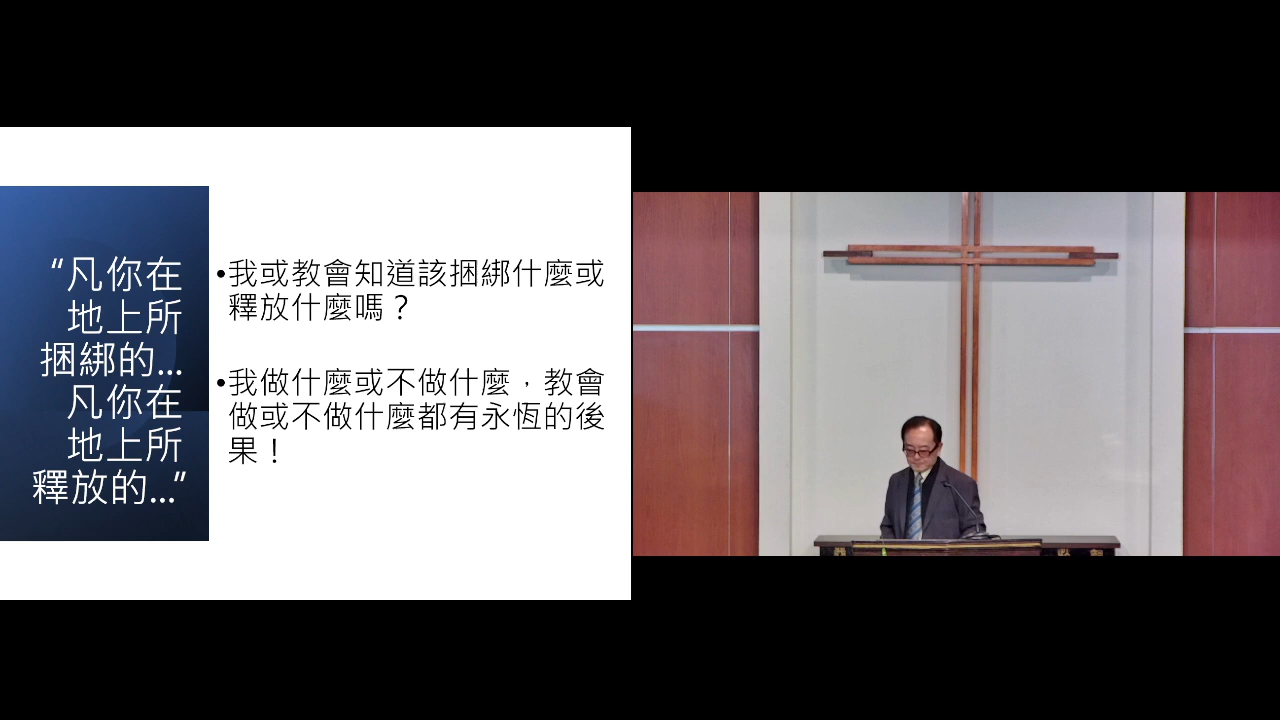 “凡你在
地上所
捆綁的...
凡你在
地上所
釋放的...”
•我或教會知道該捆綁什麼或
釋放什麼嗎？
•我做什麼或不做什麼，教會
做或不做什麼都有永恆的後
果！